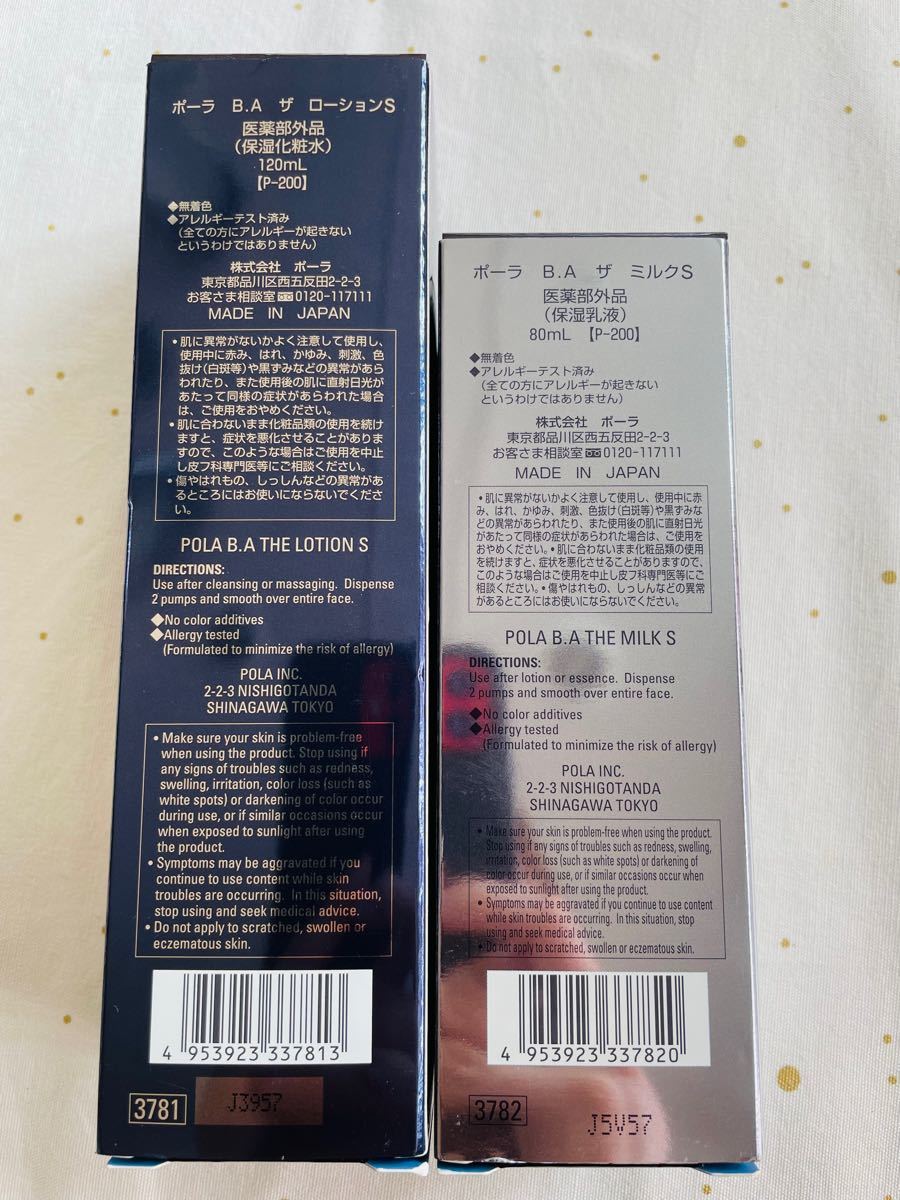 ポーラ B.A ザ ローションS
医薬部外品
（保湿化粧水）
120mL
【P-200】
◆無着色
◆アレルギーテスト済み
（全ての方にアレルギーが起きない
というわけではありません）
株式会社 ポーラ
東京都品川区西五反田2-2-3
お客さま相談室 0120-117111
MADE IN JAPAN
•肌に異常がないかよく注意して使用し、
使用中に赤み、はれ、かゆみ、刺激、色
抜け(白斑等)や黒ずみなどの異常があら
われたり、また使用後の肌に直射日光が
あたって同様の症状があらわれた場合
は、ご使用をおやめください。
•肌に合わないまま化粧品類の使用を続け
ますと、症状を悪化させることがありま
すので、このような場合はご使用を中止
し皮フ科専門医等にご相談ください。
•傷やはれもの、しっしんなどの異常があ
るところにはお使いにならないでくださ
い。
POLA B.A THE LOTION S
DIRECTIONS:
Use after cleansing or massaging. Dispense
2 pumps and smooth over entire face.
◆No color additives
◆Allergy tested
(Formulated to minimize the risk of allergy)
POLA INC.
2-2-3 NISHIGOTANDA
SHINAGAWA TOKYO
• Make sure your skin is problem-free
when using the product. Stop using if
any signs of troubles such as redness,
swelling, irritation, color loss (such as
white spots) or darkening of color occur
during use, or if similar occasions occur
when exposed to sunlight after using
the product.
• Symptoms may be aggravated if you
continue to use content while skin
troubles are occurring. In this situation,
stop using and seek medical advice.
• Do not apply to scratched, swollen or
eczematous skin.
4 953923 337813
3781
J3957
ポーラ B.A ザ ミルクS
医薬部外品
（保湿乳液）
80mL 【P-200】
◆無着色
◆アレルギーテスト済み
（全ての方にアレルギーが起きない
というわけではありません）
株式会社 ポーラ
東京都品川区西五反田2-2-3
お客さま相談室 0120-117111
MADE IN JAPAN
•肌に異常がないかよく注意して使用し、使用中に赤
み、はれ、かゆみ、刺激、色抜け(白斑等)や黒ずみな
どの異常があらわれたり、また使用後の肌に直射日光
があたって同様の症状があらわれた場合は、ご使用を
おやめください。•肌に合わないまま化粧品類の使用
を続けますと、症状を悪化させることがありますので、
このような場合はご使用を中止し皮フ科専門医等にご
相談ください。•傷やはれもの、しっしんなどの異常
があるところにはお使いにならないでください。
POLA B.A THE MILK S
DIRECTIONS:
Use after lotion or essence. Dispense
2 pumps and smooth over entire face.
◆No color additives
◆Allergy tested
(Formulated to minimize the risk of allergy)
POLA INC.
2-2-3 NISHIGOTANDA
SHINAGAWA TOKYO
• Make sure your skin is problem-free when using the product.
Stop using if any signs of troubles such as redness, swelling,
irritation, color loss (such as white spots) or darkening of
color occur during use, or if similar occasions occur when
exposed to sunlight after using the product.
• Symptoms may be aggravated if you continue to use content
while skin troubles are occurring. In this situation, stop
using and seek medical advice.
• Do not apply to scratched, swollen or eczematous skin.
4 953923 337820
3782
J5V57